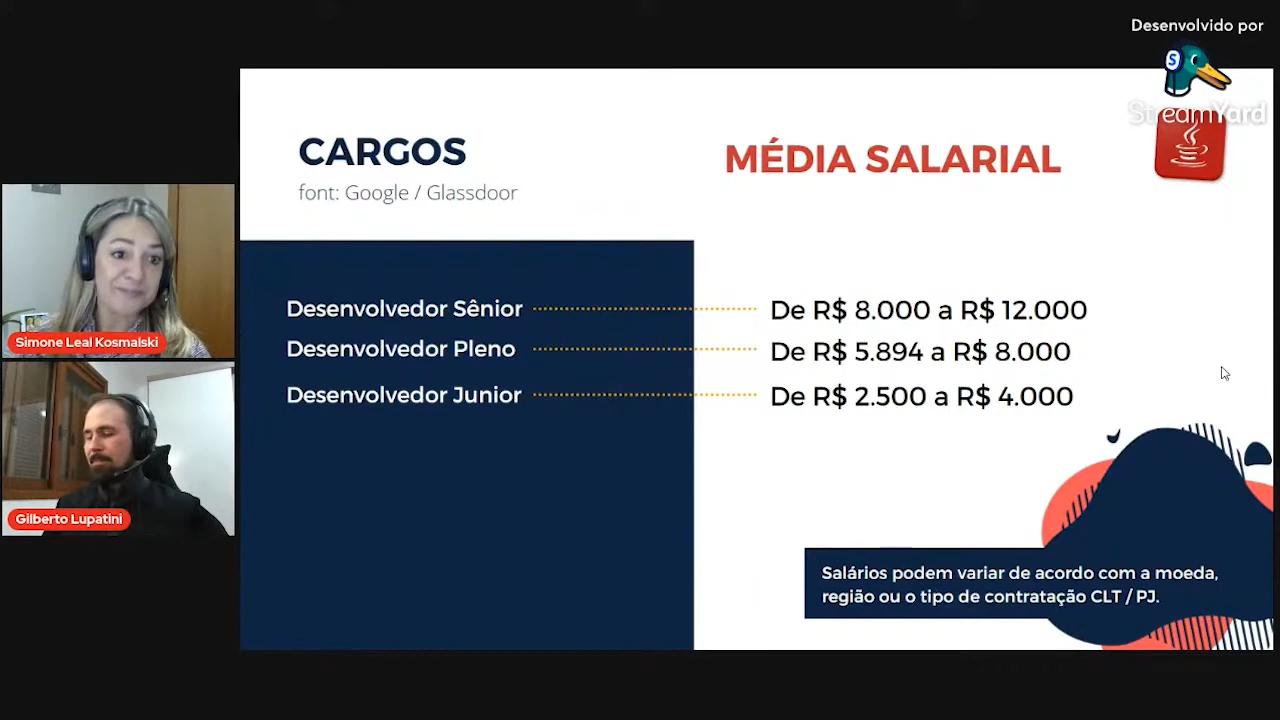 Desenvolvido por
StreamYard
CARGOS
font: Google / Glassdoor
MÉDIA SALARIAL
Desenvolvedor Sênior De R$ 8.000 a R$ 12.000
Desenvolvedor Pleno De R$ 5.894 a R$ 8.000
Desenvolvedor Junior De R$ 2.500 a R$ 4.000
Simone Leal Kosmalski
Gilberto Lupatini
Salários podem variar de acordo com a moeda,
região ou o tipo de contratação CLT / PJ.